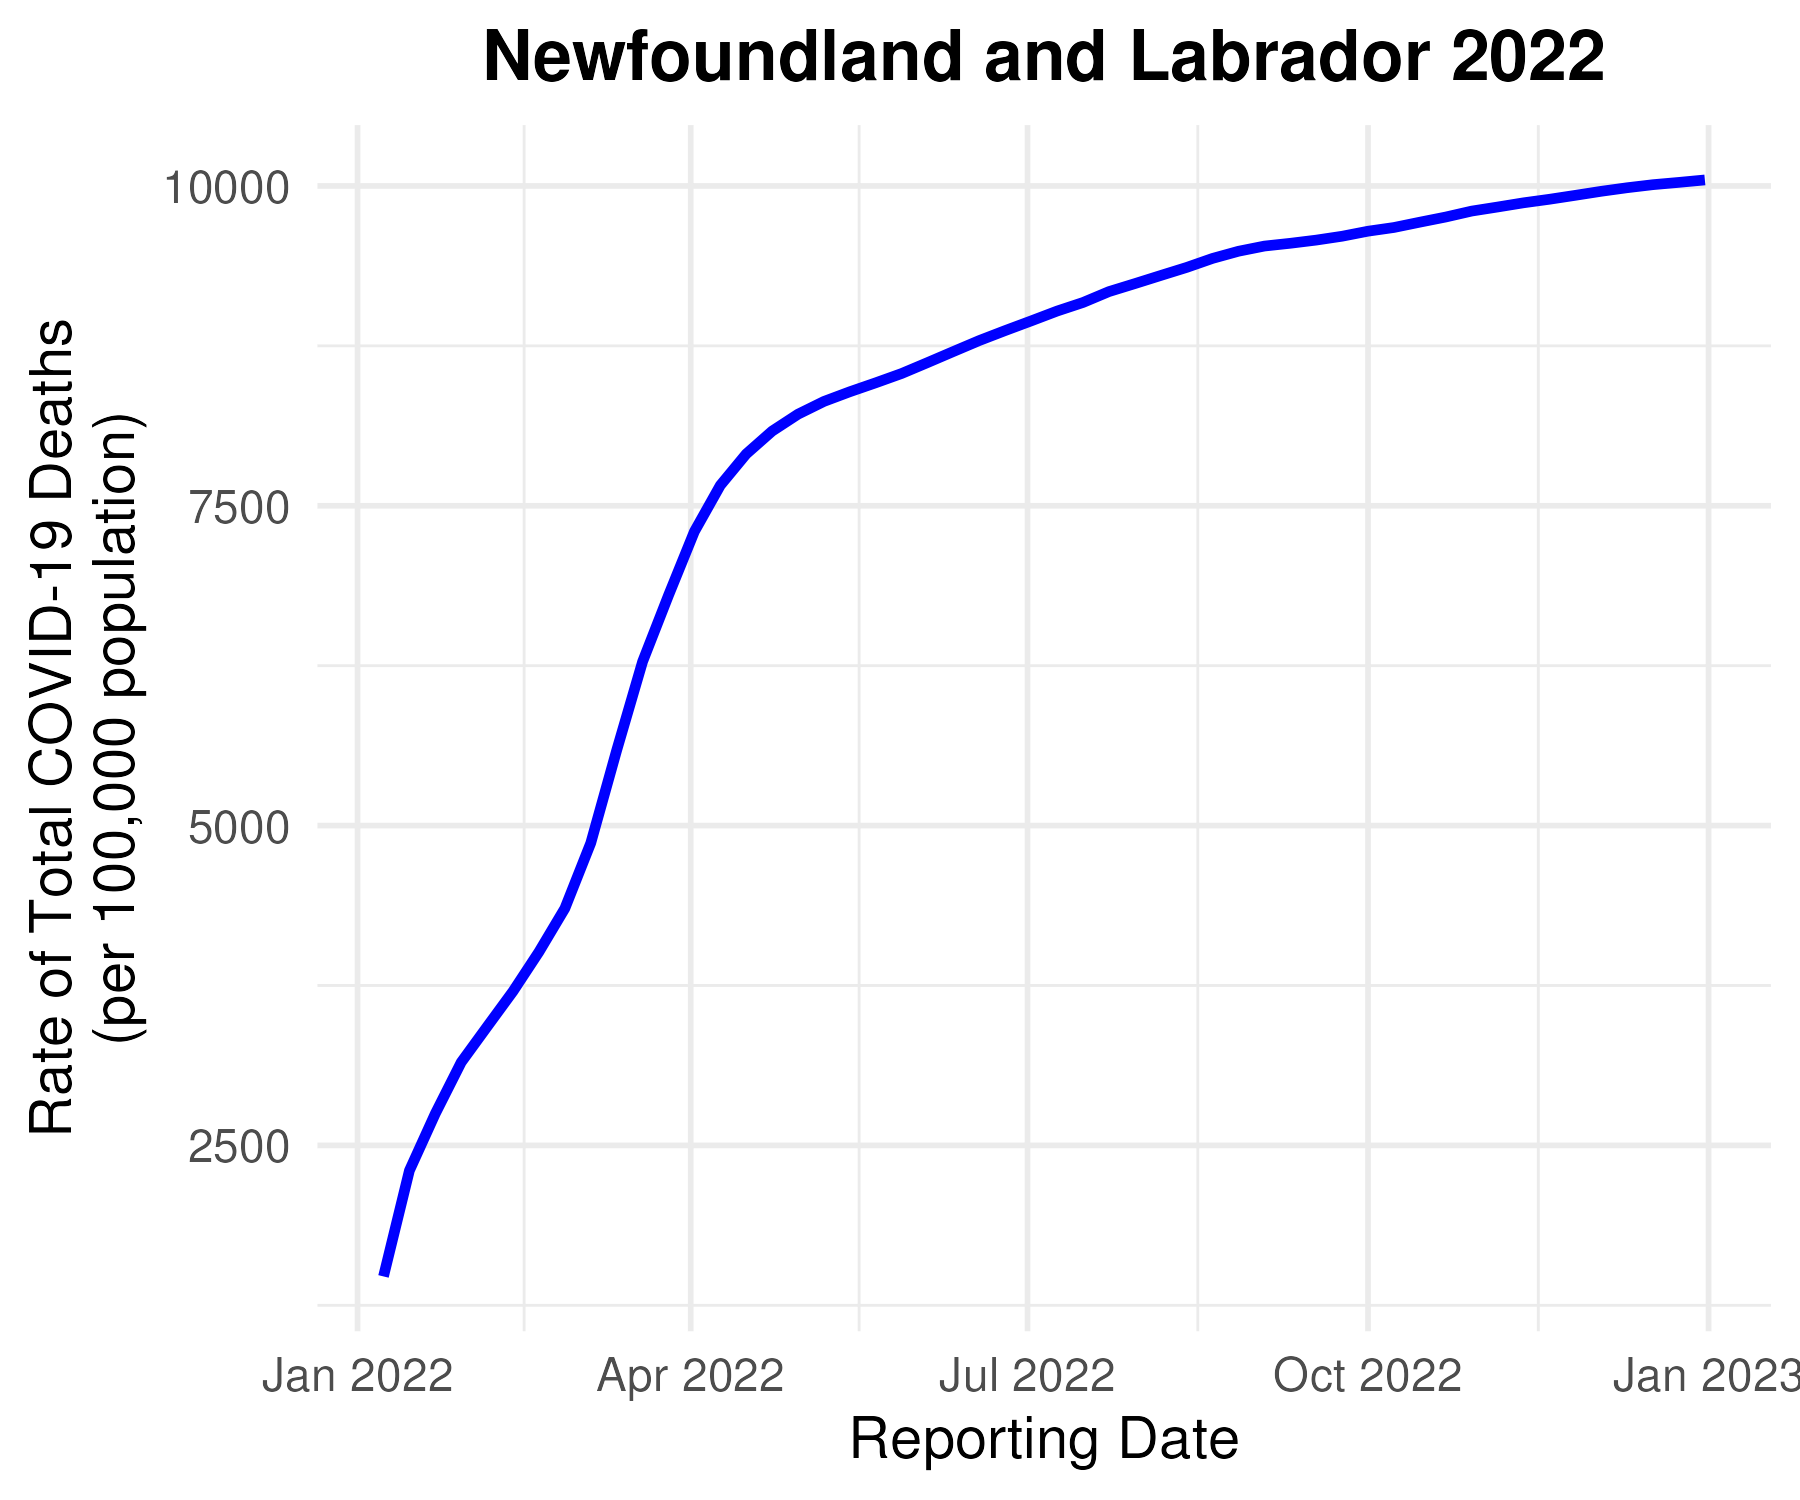 Newfoundland and Labrador 2022
Rate of Total COVID-19 Deaths
(per 100,000 population)
10000
7500
5000
2500
Jan 2022
Apr 2022
Jul 2022
Oct 2022
Jan 2023
Reporting Date